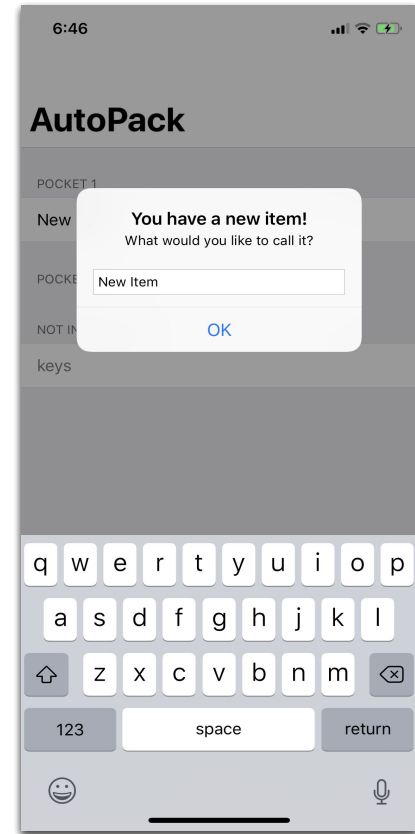 6:46
AutoPack
POCKET 1
New
You have a new item!
What would you like to call it?
POCKE
New Item
NOT IN
OK
keys
q w e r t y u i o p
a s d f g h j k l
z x c v b n m
123 space return